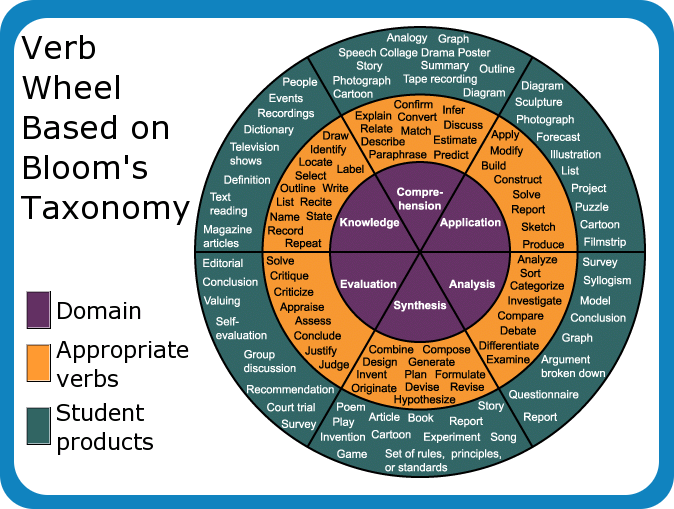 Verb
Wheel
Based on
Bloom's
Taxonomy
Domain
Appropriate
verbs
Student
products
Knowledge
Compre-
hension
Application
Analysis
Synthesis
Evaluation
Draw
Identify
Locate
Label
Select
Outline Write
List Recite
Name State
Record
Repeat
Confirm
Infer
Explain Convert
Relate Match Discuss
Describe Estimate
Paraphrase Predict
Apply
Modify
Build
Construct
Solve
Report
Sketch
Produce
Analyze
Sort
Categorize
Investigate
Compare
Debate
Differentiate
Examine
Combine Compose
Design Generate
Invent Plan Formulate
Originate Devise Revise
Hypothesize
Solve
Critique
Criticize
Appraise
Assess
Conclude
Justify
Judge
People
Events
Recordings
Dictionary
Television
shows
Definition
Text
reading
Magazine
articles
Analogy Graph
Speech Collage Drama Poster
Story Summary Outline
Photograph Tape recording
Cartoon Diagram
Diagram
Sculpture
Photograph
Forecast
Illustration
List
Project
Puzzle
Cartoon
Filmstrip
Survey
Syllogism
Model
Conclusion
Graph
Argument
broken down
Questionnaire
Report
Poem Story
Play Article Book Report
Invention Cartoon Experiment Song
Game Set of rules, principles,
or standards
Editorial
Conclusion
Valuing
Self-
evaluation
Group
discussion
Recommendation
Court trial
Survey